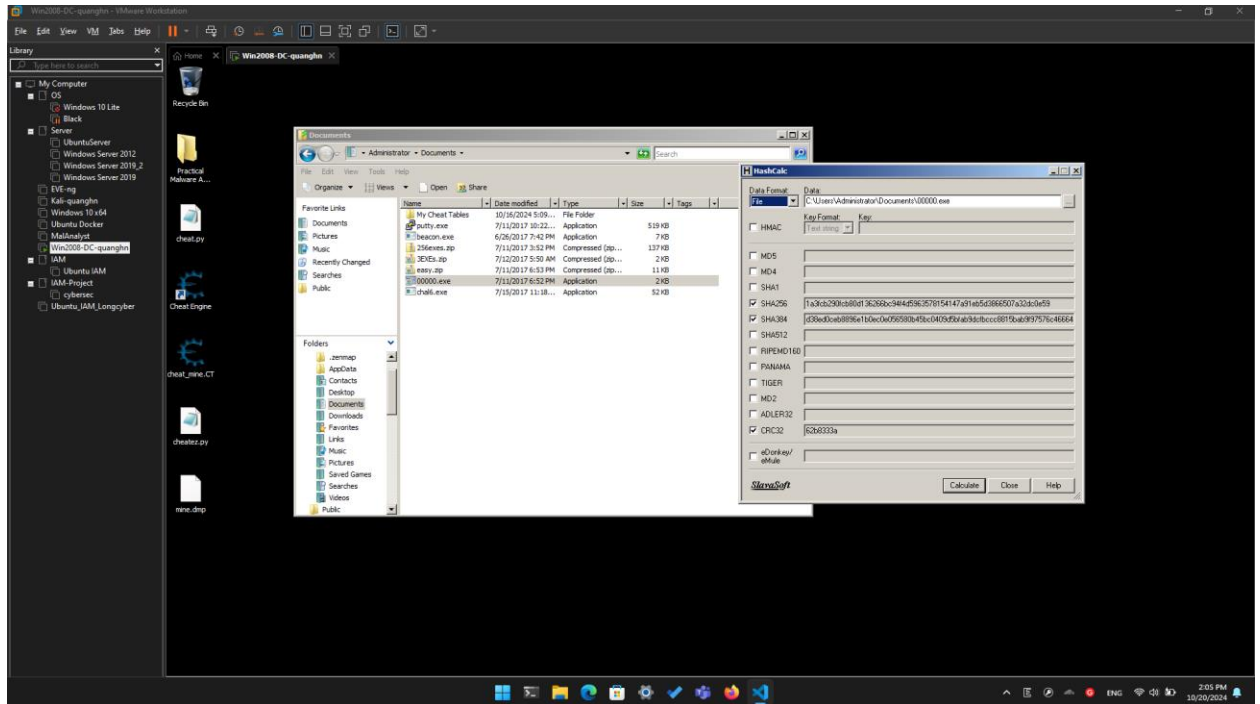 Win2008-DC-quanghn - VMware Workstation
File Edit View VM Tabs Help
Library
Type here to search
My Computer
OS
Windows 10 Lite
Black
Server
UbuntuServer
Windows Server 2012
Windows Server 2019_2
Windows Server 2019
EVE-ng
Kali-quanghn
Windows 10 x64
Ubuntu Docker
MalAnalyst
Win2008-DC-quanghn
IAM
Ubuntu IAM
IAM-Project
cybersec
Ubuntu_IAM_Longcyber
Home
Win2008-DC-quanghn
Recycle Bin
Practical
Malware A...
cheat.py
Cheat Engine
cheat_mine.CT
cheatez.py
mine.dmp
Documents
Administrator Documents
Search
File Edit View Tools Help
Organize Views Open Share
Favorite Links
Documents
Pictures
Music
Recently Changed
Searches
Public
Folders
.zenmap
AppData
Contacts
Desktop
Documents
Downloads
Favorites
Links
Music
Pictures
Saved Games
Searches
Videos
Public
Name Date modified Type Size Tags
My Cheat Tables 10/16/2024 5:09... File Folder
putty.exe 7/11/2017 10:22... Application 519 KB
beacon.exe 6/26/2017 7:42 PM Application 7 KB
256exes.zip 7/11/2017 3:52 PM Compressed (zip... 137 KB
3EXEs.zip 7/12/2017 5:50 AM Compressed (zip... 2 KB
easy.zip 7/11/2017 6:53 PM Compressed (zip... 11 KB
00000.exe 7/11/2017 6:52 PM Application 2 KB
chal6.exe 7/15/2017 11:18... Application 52 KB
HashCalc
Data Format: Data:
File C:\Users\Administrator\Documents\00000.exe
Key Format: Key:
HMAC Text string
MD5
MD4
SHA1
SHA256
SHA384
SHA512
RIPEMD160
PANAMA
TIGER
MD2
ADLER32
CRC32 62b8333a
eDonkey/
eMule
SlavaSoft
Calculate Close Help
ENG
2:05 PM
10/20/2024